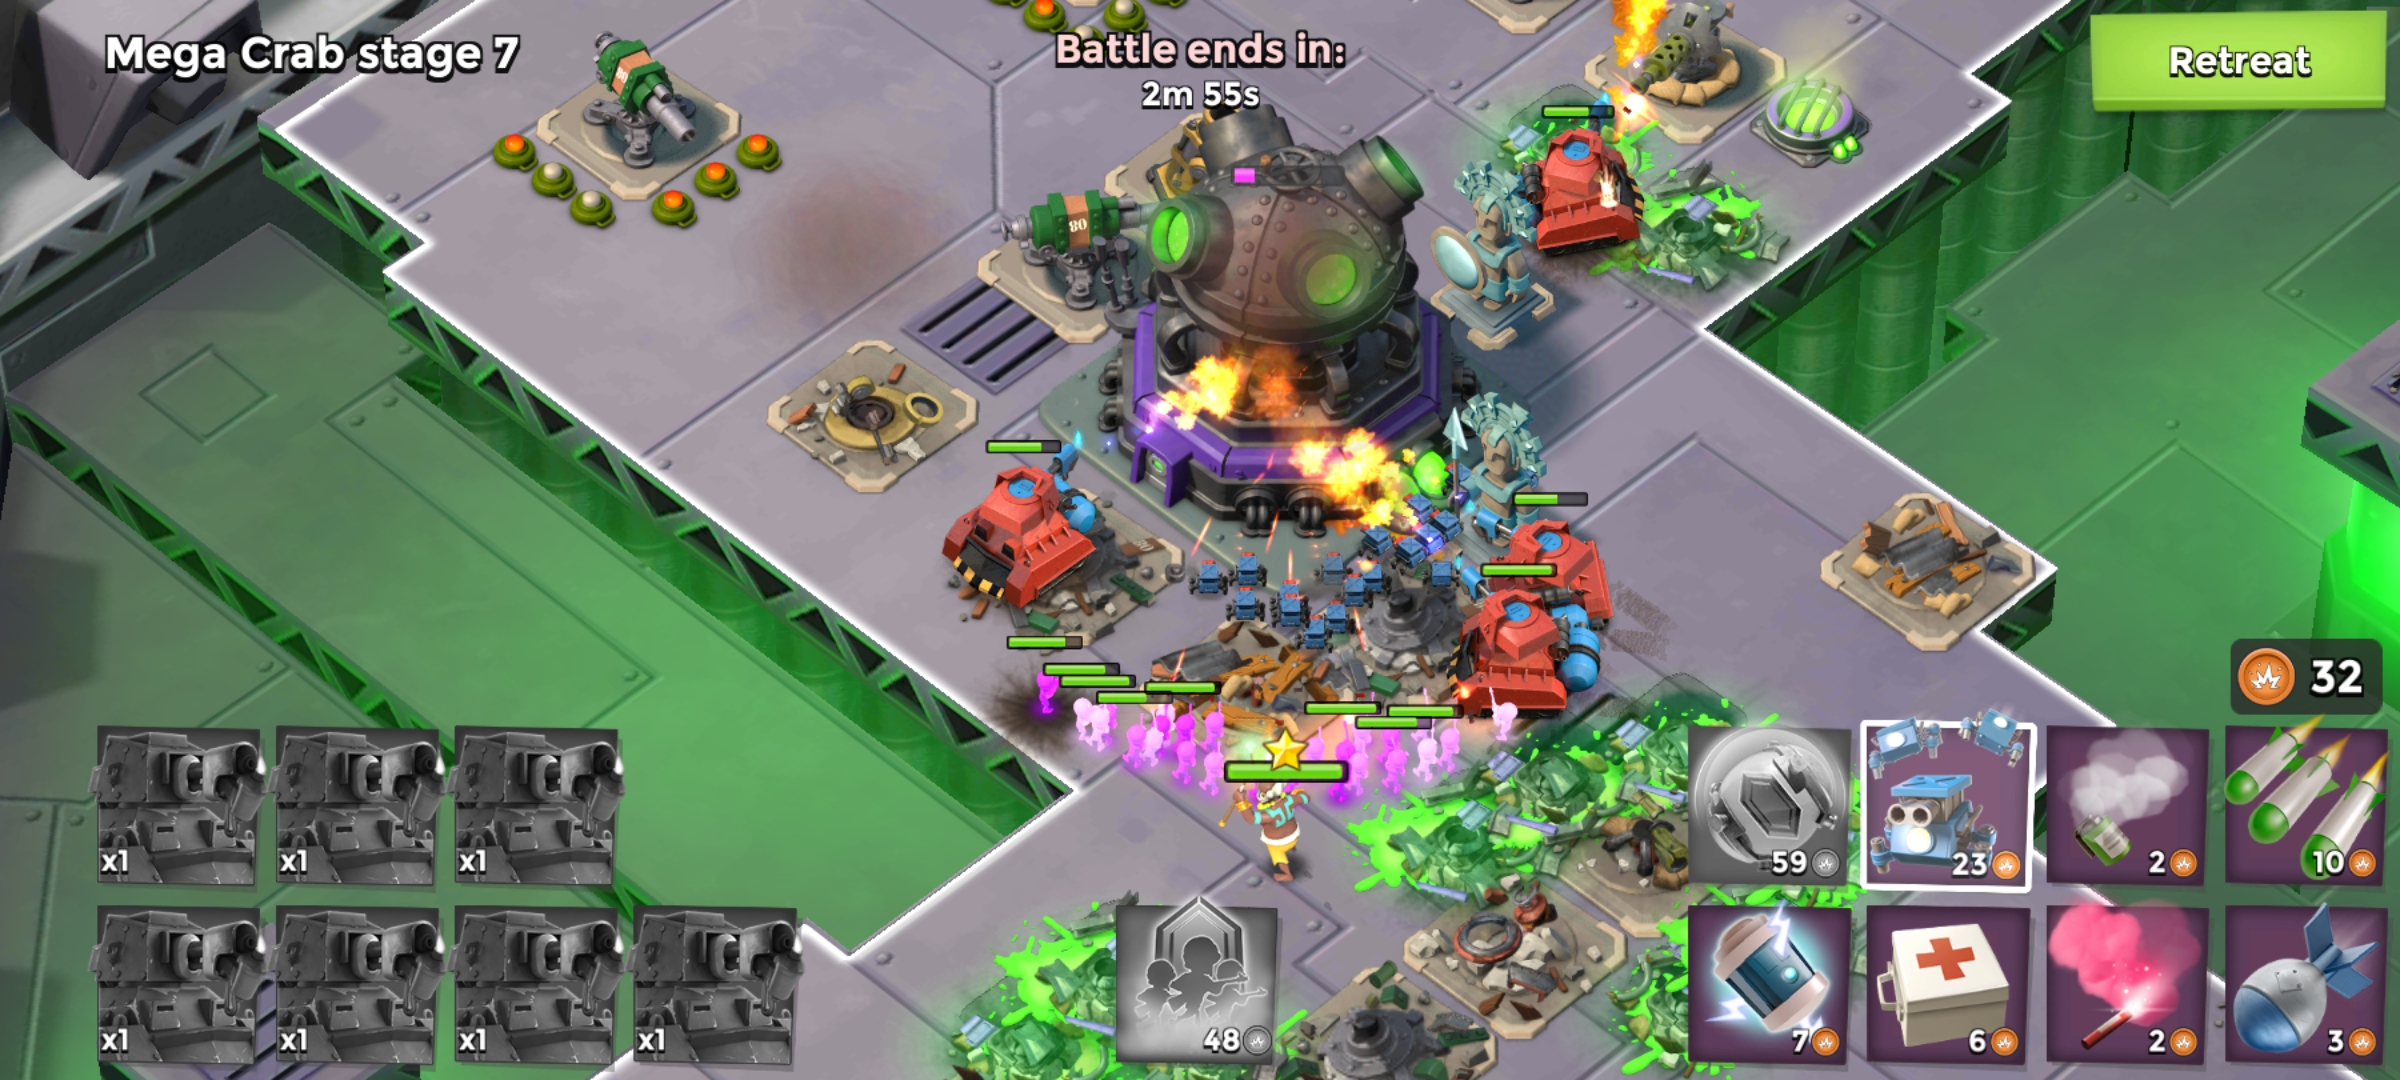 Mega Crab stage 7
Battle ends in:
2m 55s
Retreat
80
80
32
x1
x1
x1
59
23
2
10
x1
x1
x1
x1
48
7
6
2
3